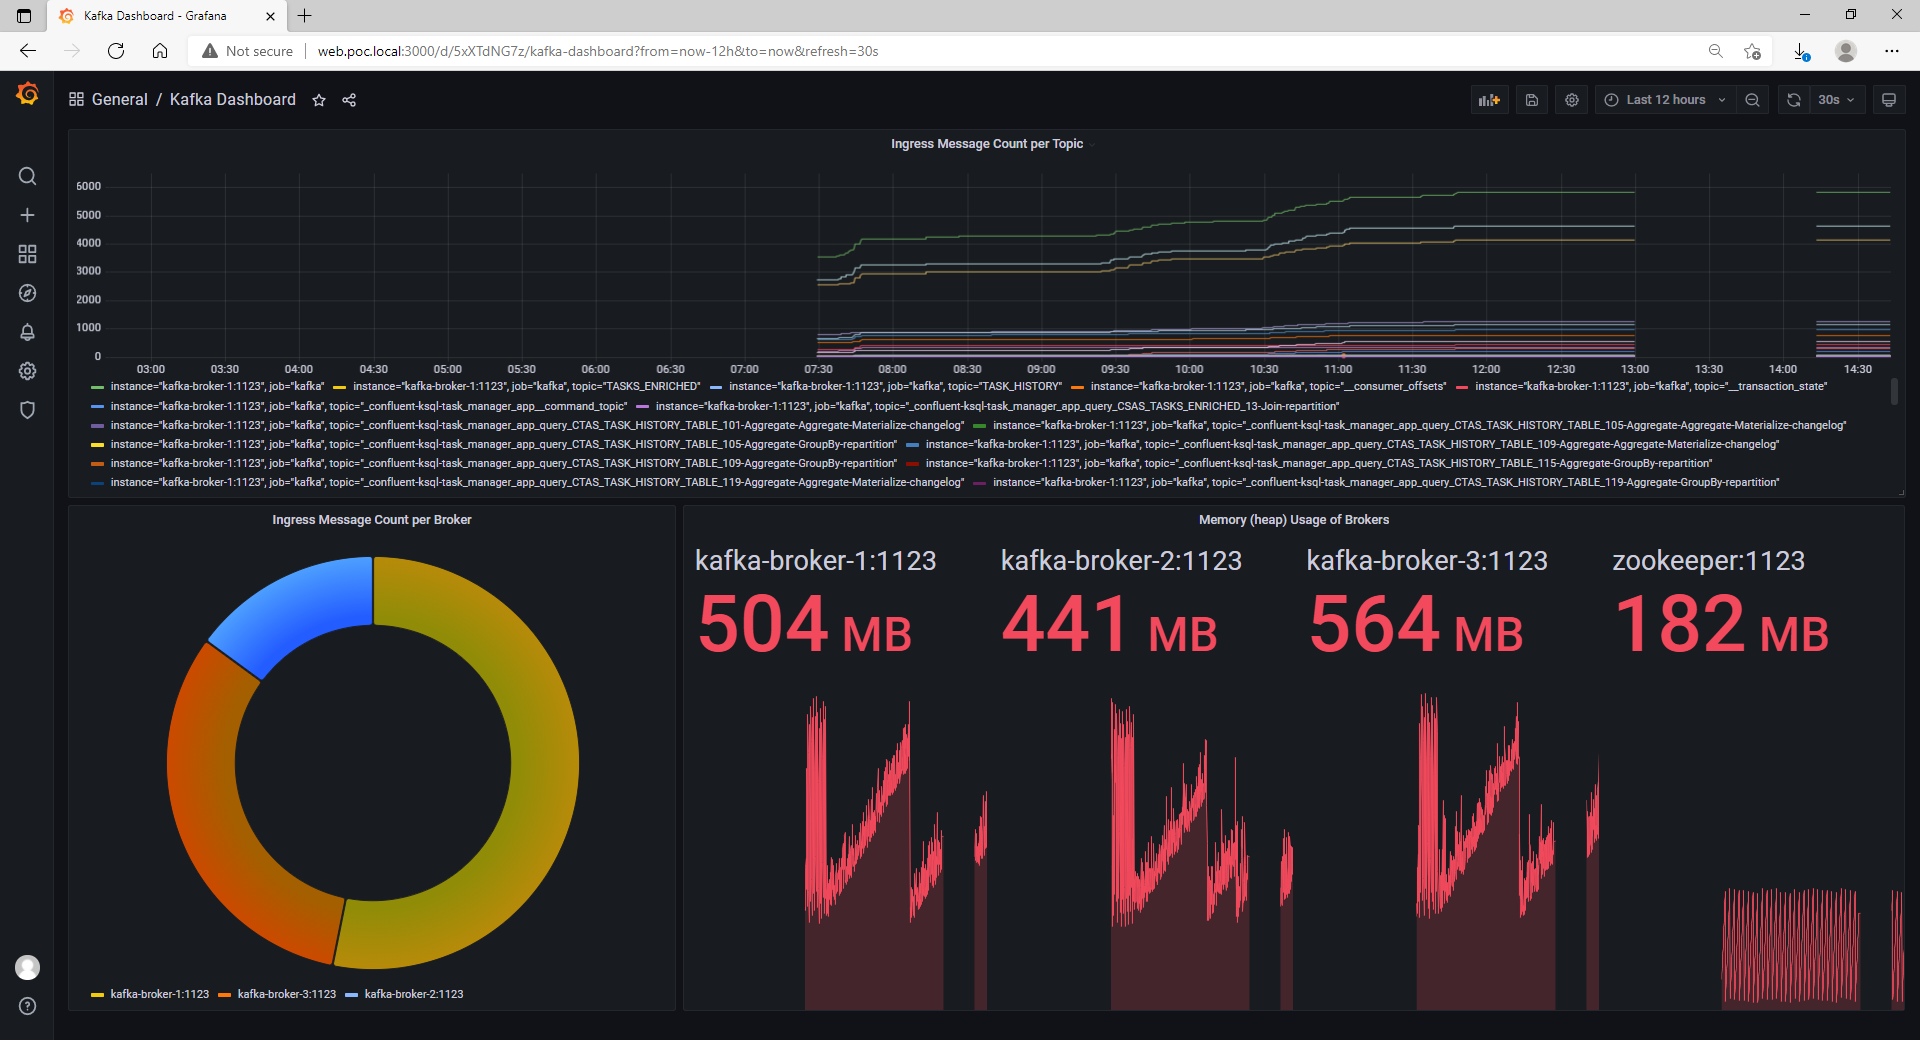 Kafka Dashboard - Grafana
Not secure web.poc.local:3000/d/5xXTdNG7z/kafka-dashboard?from=now-12h&to=now&refresh=30s
General / Kafka Dashboard
Last 12 hours
30s
Ingress Message Count per Topic
6000
5000
4000
3000
2000
1000
0
03:00 03:30 04:00 04:30 05:00 05:30 06:00 06:30 07:00 07:30 08:00 08:30 09:00 09:30 10:00 10:30 11:00 11:30 12:00 12:30 13:00 13:30 14:00 14:30
instance="kafka-broker-1:1123", job="kafka" instance="kafka-broker-1:1123", job="kafka", topic="TASKS_ENRICHED" instance="kafka-broker-1:1123", job="kafka", topic="TASK_HISTORY" instance="kafka-broker-1:1123", job="kafka", topic="__consumer_offsets" instance="kafka-broker-1:1123", job="kafka", topic="__transaction_state"
instance="kafka-broker-1:1123", job="kafka", topic="_confluent-ksql-task_manager_app__command_topic" instance="kafka-broker-1:1123", job="kafka", topic="_confluent-ksql-task_manager_app_query_CSAS_TASKS_ENRICHED_13-Join-repartition"
instance="kafka-broker-1:1123", job="kafka", topic="_confluent-ksql-task_manager_app_query_CTAS_TASK_HISTORY_TABLE_101-Aggregate-Aggregate-Materialize-changelog" instance="kafka-broker-1:1123", job="kafka", topic="_confluent-ksql-task_manager_app_query_CTAS_TASK_HISTORY_TABLE_105-Aggregate-Aggregate-Materialize-changelog"
instance="kafka-broker-1:1123", job="kafka", topic="_confluent-ksql-task_manager_app_query_CTAS_TASK_HISTORY_TABLE_105-Aggregate-GroupBy-repartition" instance="kafka-broker-1:1123", job="kafka", topic="_confluent-ksql-task_manager_app_query_CTAS_TASK_HISTORY_TABLE_109-Aggregate-Aggregate-Materialize-changelog"
instance="kafka-broker-1:1123", job="kafka", topic="_confluent-ksql-task_manager_app_query_CTAS_TASK_HISTORY_TABLE_109-Aggregate-GroupBy-repartition" instance="kafka-broker-1:1123", job="kafka", topic="_confluent-ksql-task_manager_app_query_CTAS_TASK_HISTORY_TABLE_115-Aggregate-GroupBy-repartition"
instance="kafka-broker-1:1123", job="kafka", topic="_confluent-ksql-task_manager_app_query_CTAS_TASK_HISTORY_TABLE_119-Aggregate-Aggregate-Materialize-changelog" instance="kafka-broker-1:1123", job="kafka", topic="_confluent-ksql-task_manager_app_query_CTAS_TASK_HISTORY_TABLE_119-Aggregate-GroupBy-repartition"
Ingress Message Count per Broker
kafka-broker-1:1123 kafka-broker-3:1123 kafka-broker-2:1123
Memory (heap) Usage of Brokers
kafka-broker-1:1123 kafka-broker-2:1123 kafka-broker-3:1123 zookeeper:1123
504 MB 441 MB 564 MB 182 MB